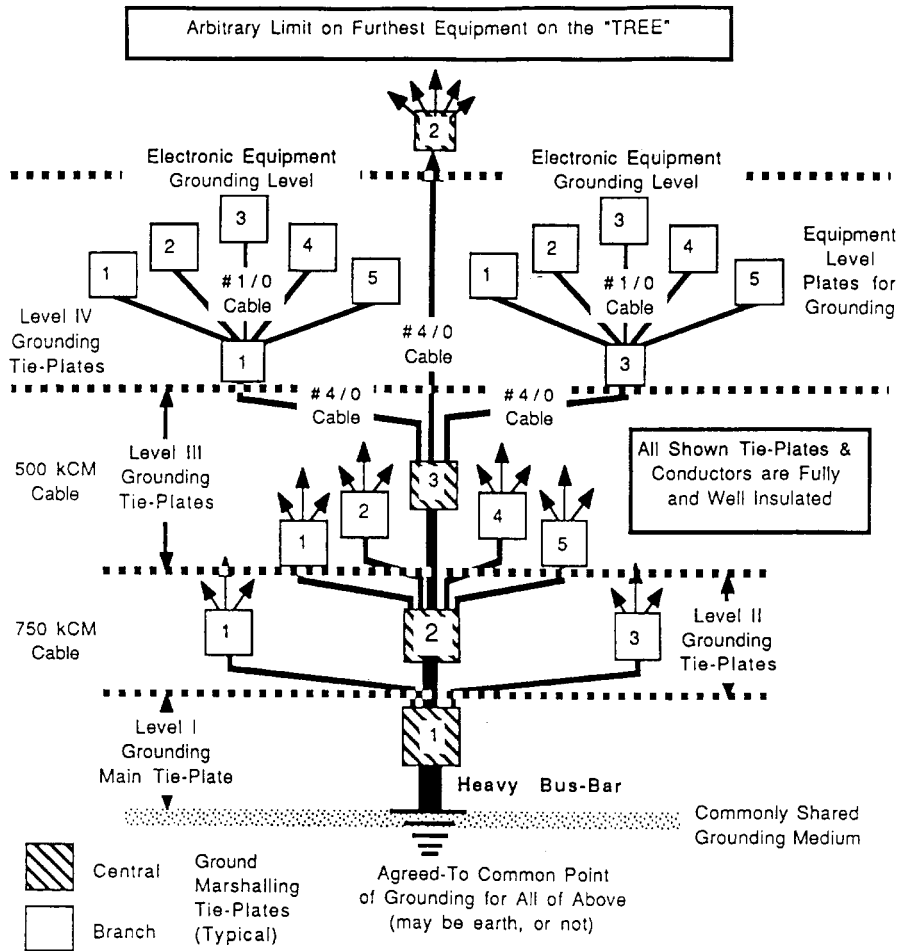 Arbitrary Limit on Furthest Equipment on the "TREE"
2
Electronic Equipment
Grounding Level
Electronic Equipment
Grounding Level
1
2
3
4
5
#1/0
Cable
1
1
2
3
4
5
#1/0
Cable
3
Equipment
Level
Plates for
Grounding
Level IV
Grounding
Tie-Plates
#4/0
Cable
#4/0
Cable
#4/0
Cable
500 kCM
Cable
Level III
Grounding
Tie-Plates
3
1
2
4
5
All Shown Tie-Plates &
Conductors are Fully
and Well Insulated
750 kCM
Cable
1
2
3
Level II
Grounding
Tie-Plates
Level I
Grounding
Main Tie-Plate
1
Heavy Bus-Bar
Commonly Shared
Grounding Medium
Central
Branch
Ground
Marshalling
Tie-Plates
(Typical)
Agreed-To Common Point
of Grounding for All of Above
(may be earth, or not)